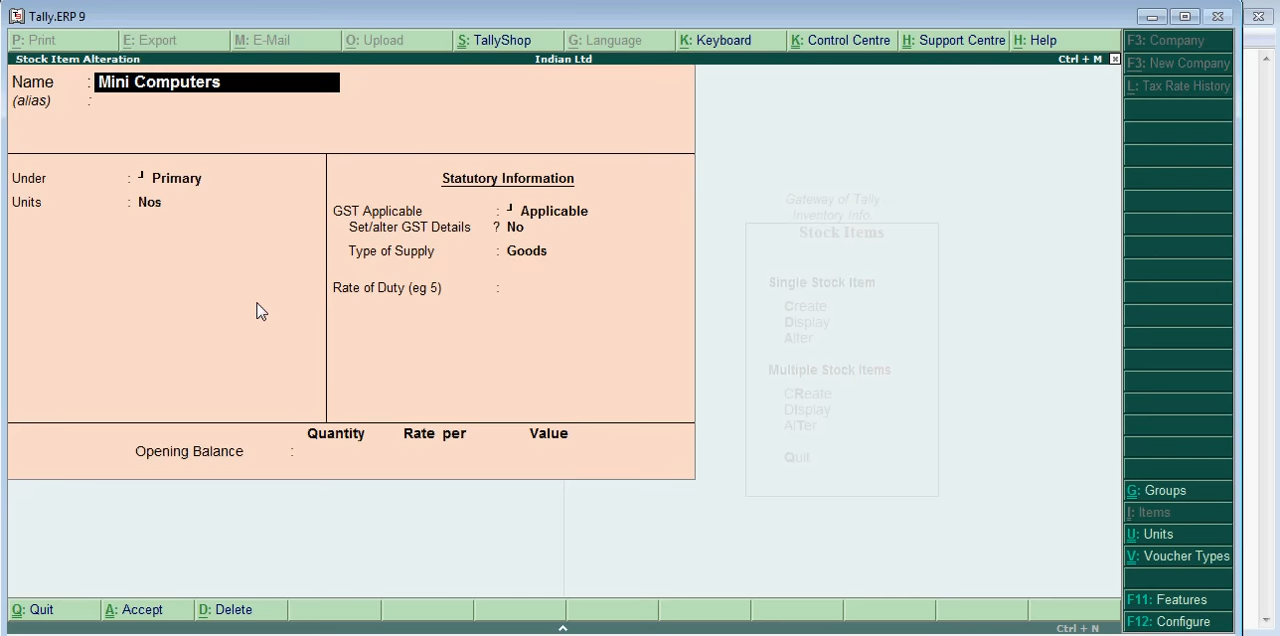 Tally.ERP 9
P: Print E: Export M: E-Mail O: Upload S: TallyShop G: Language K: Keyboard K: Control Centre H: Support Centre H: Help
F3: Company
Stock Item Alteration Indian Ltd Ctrl + M
F3: New Company
L: Tax Rate History
Name : Mini Computers
(alias) :
Under : ┘ Primary
Units : Nos
Statutory Information
GST Applicable : ┘ Applicable
Set/alter GST Details ? No
Type of Supply : Goods
Rate of Duty (eg 5) :
Quantity Rate per Value
Opening Balance :
Gateway of Tally ...
Inventory Info.
Stock Items
Single Stock Item
Create
Display
Alter
Multiple Stock Items
CReate
DIsplay
AlTer
Quit
G: Groups
I: Items
U: Units
V: Voucher Types
F11: Features
F12: Configure
Q: Quit A: Accept D: Delete
Ctrl + N